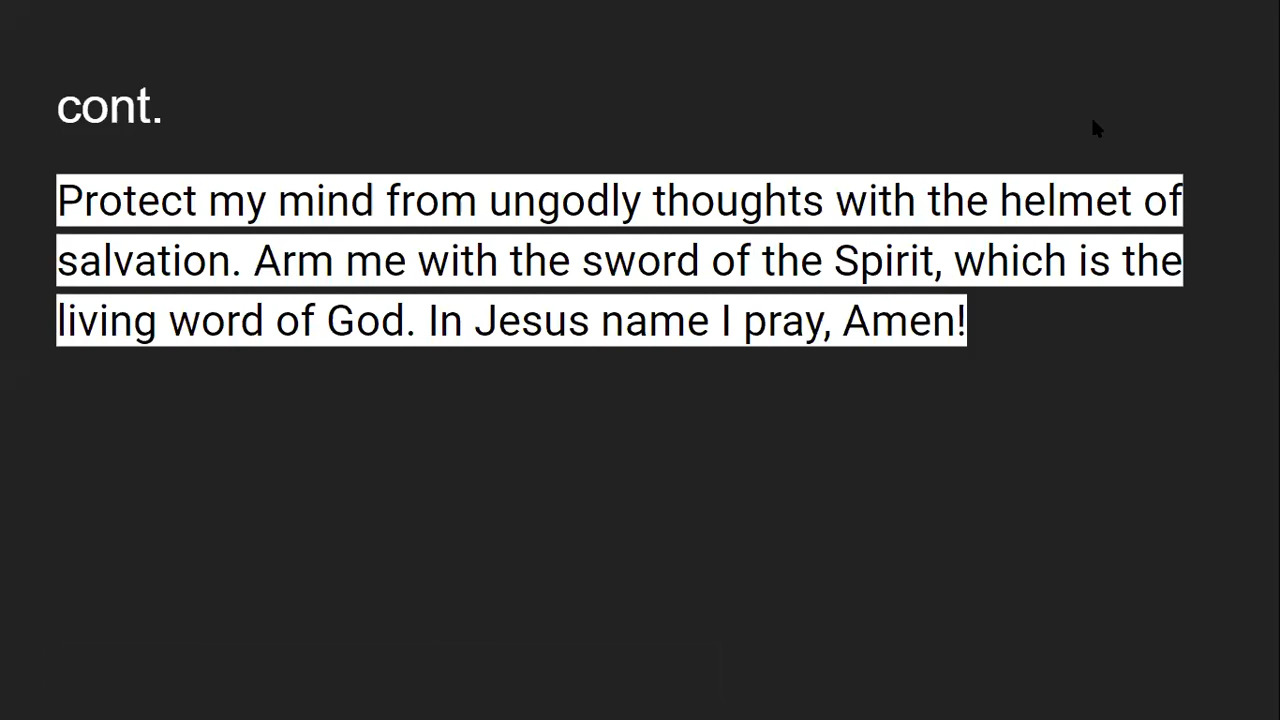 cont.
Protect my mind from ungodly thoughts with the helmet of
salvation. Arm me with the sword of the Spirit, which is the
living word of God. In Jesus name I pray, Amen!